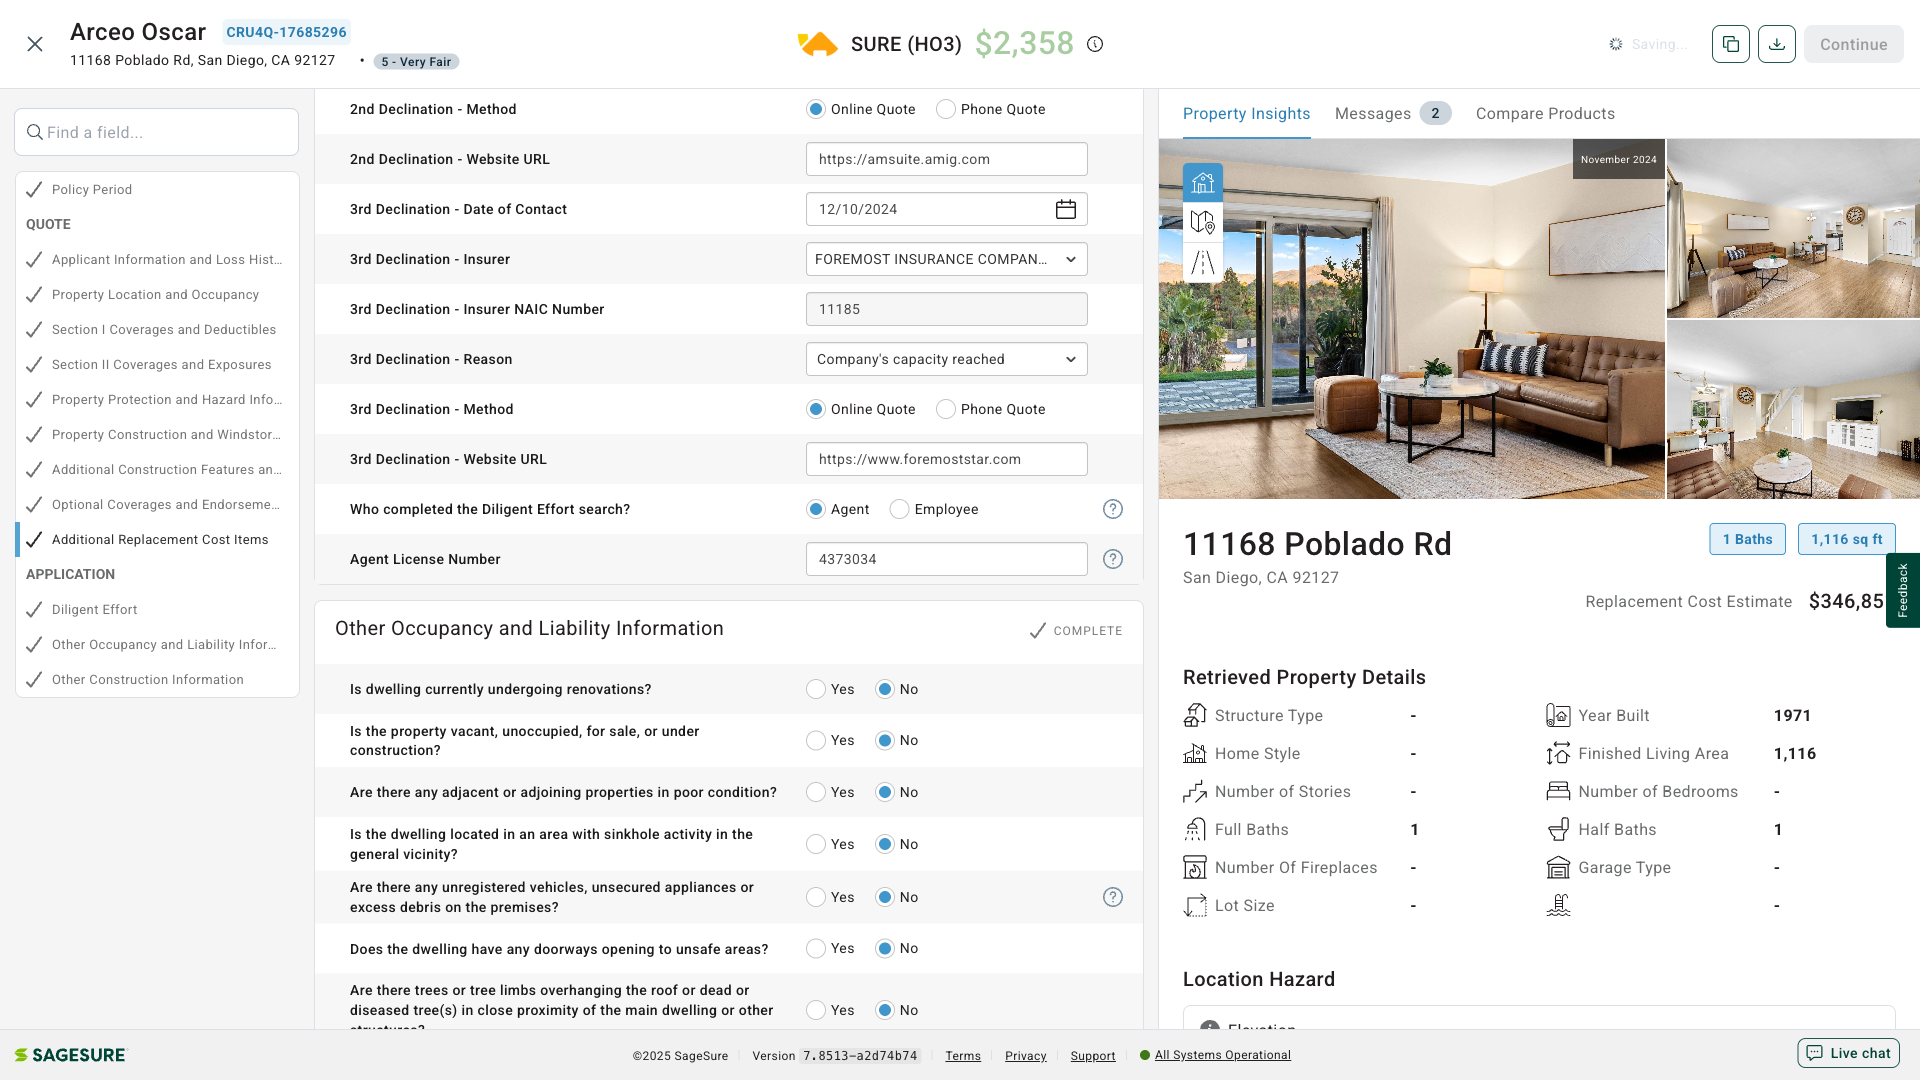 Arceo Oscar
CRU4Q-17685296
11168 Poblado Rd, San Diego, CA 92127
•
5 - Very Fair
SURE (HO3)
$2,358
Saving...
Continue
Find a field...
Policy Period
QUOTE
Applicant Information and Loss Hist...
Property Location and Occupancy
Section I Coverages and Deductibles
Section II Coverages and Exposures
Property Protection and Hazard Info...
Property Construction and Windstor...
Additional Construction Features an...
Optional Coverages and Endorseme...
Additional Replacement Cost Items
APPLICATION
Diligent Effort
Other Occupancy and Liability Infor...
Other Construction Information
2nd Declination - Method
Online Quote
Phone Quote
2nd Declination - Website URL
https://amsuite.amig.com
3rd Declination - Date of Contact
12/10/2024
3rd Declination - Insurer
FOREMOST INSURANCE COMPAN...
3rd Declination - Insurer NAIC Number
11185
3rd Declination - Reason
Company's capacity reached
3rd Declination - Method
Online Quote
Phone Quote
3rd Declination - Website URL
https://www.foremoststar.com
Who completed the Diligent Effort search?
Agent
Employee
Agent License Number
4373034
Other Occupancy and Liability Information
COMPLETE
Is dwelling currently undergoing renovations?
Yes
No
Is the property vacant, unoccupied, for sale, or under
construction?
Yes
No
Are there any adjacent or adjoining properties in poor condition?
Yes
No
Is the dwelling located in an area with sinkhole activity in the
general vicinity?
Yes
No
Are there any unregistered vehicles, unsecured appliances or
excess debris on the premises?
Yes
No
Does the dwelling have any doorways opening to unsafe areas?
Yes
No
Are there trees or tree limbs overhanging the roof or dead or
diseased tree(s) in close proximity of the main dwelling or other
structures?
Yes
No
Property Insights
Messages
2
Compare Products
November 2024
11168 Poblado Rd
San Diego, CA 92127
1 Baths
1,116 sq ft
Replacement Cost Estimate
$346,85
Feedback
Retrieved Property Details
Structure Type
-
Year Built
1971
Home Style
-
Finished Living Area
1,116
Number of Stories
-
Number of Bedrooms
-
Full Baths
1
Half Baths
1
Number Of Fireplaces
-
Garage Type
-
Lot Size
-
-
Location Hazard
Elevation
SAGESURE
©2025 SageSure
Version 7.8513-a2d74b74
Terms
Privacy
Support
All Systems Operational
Live chat